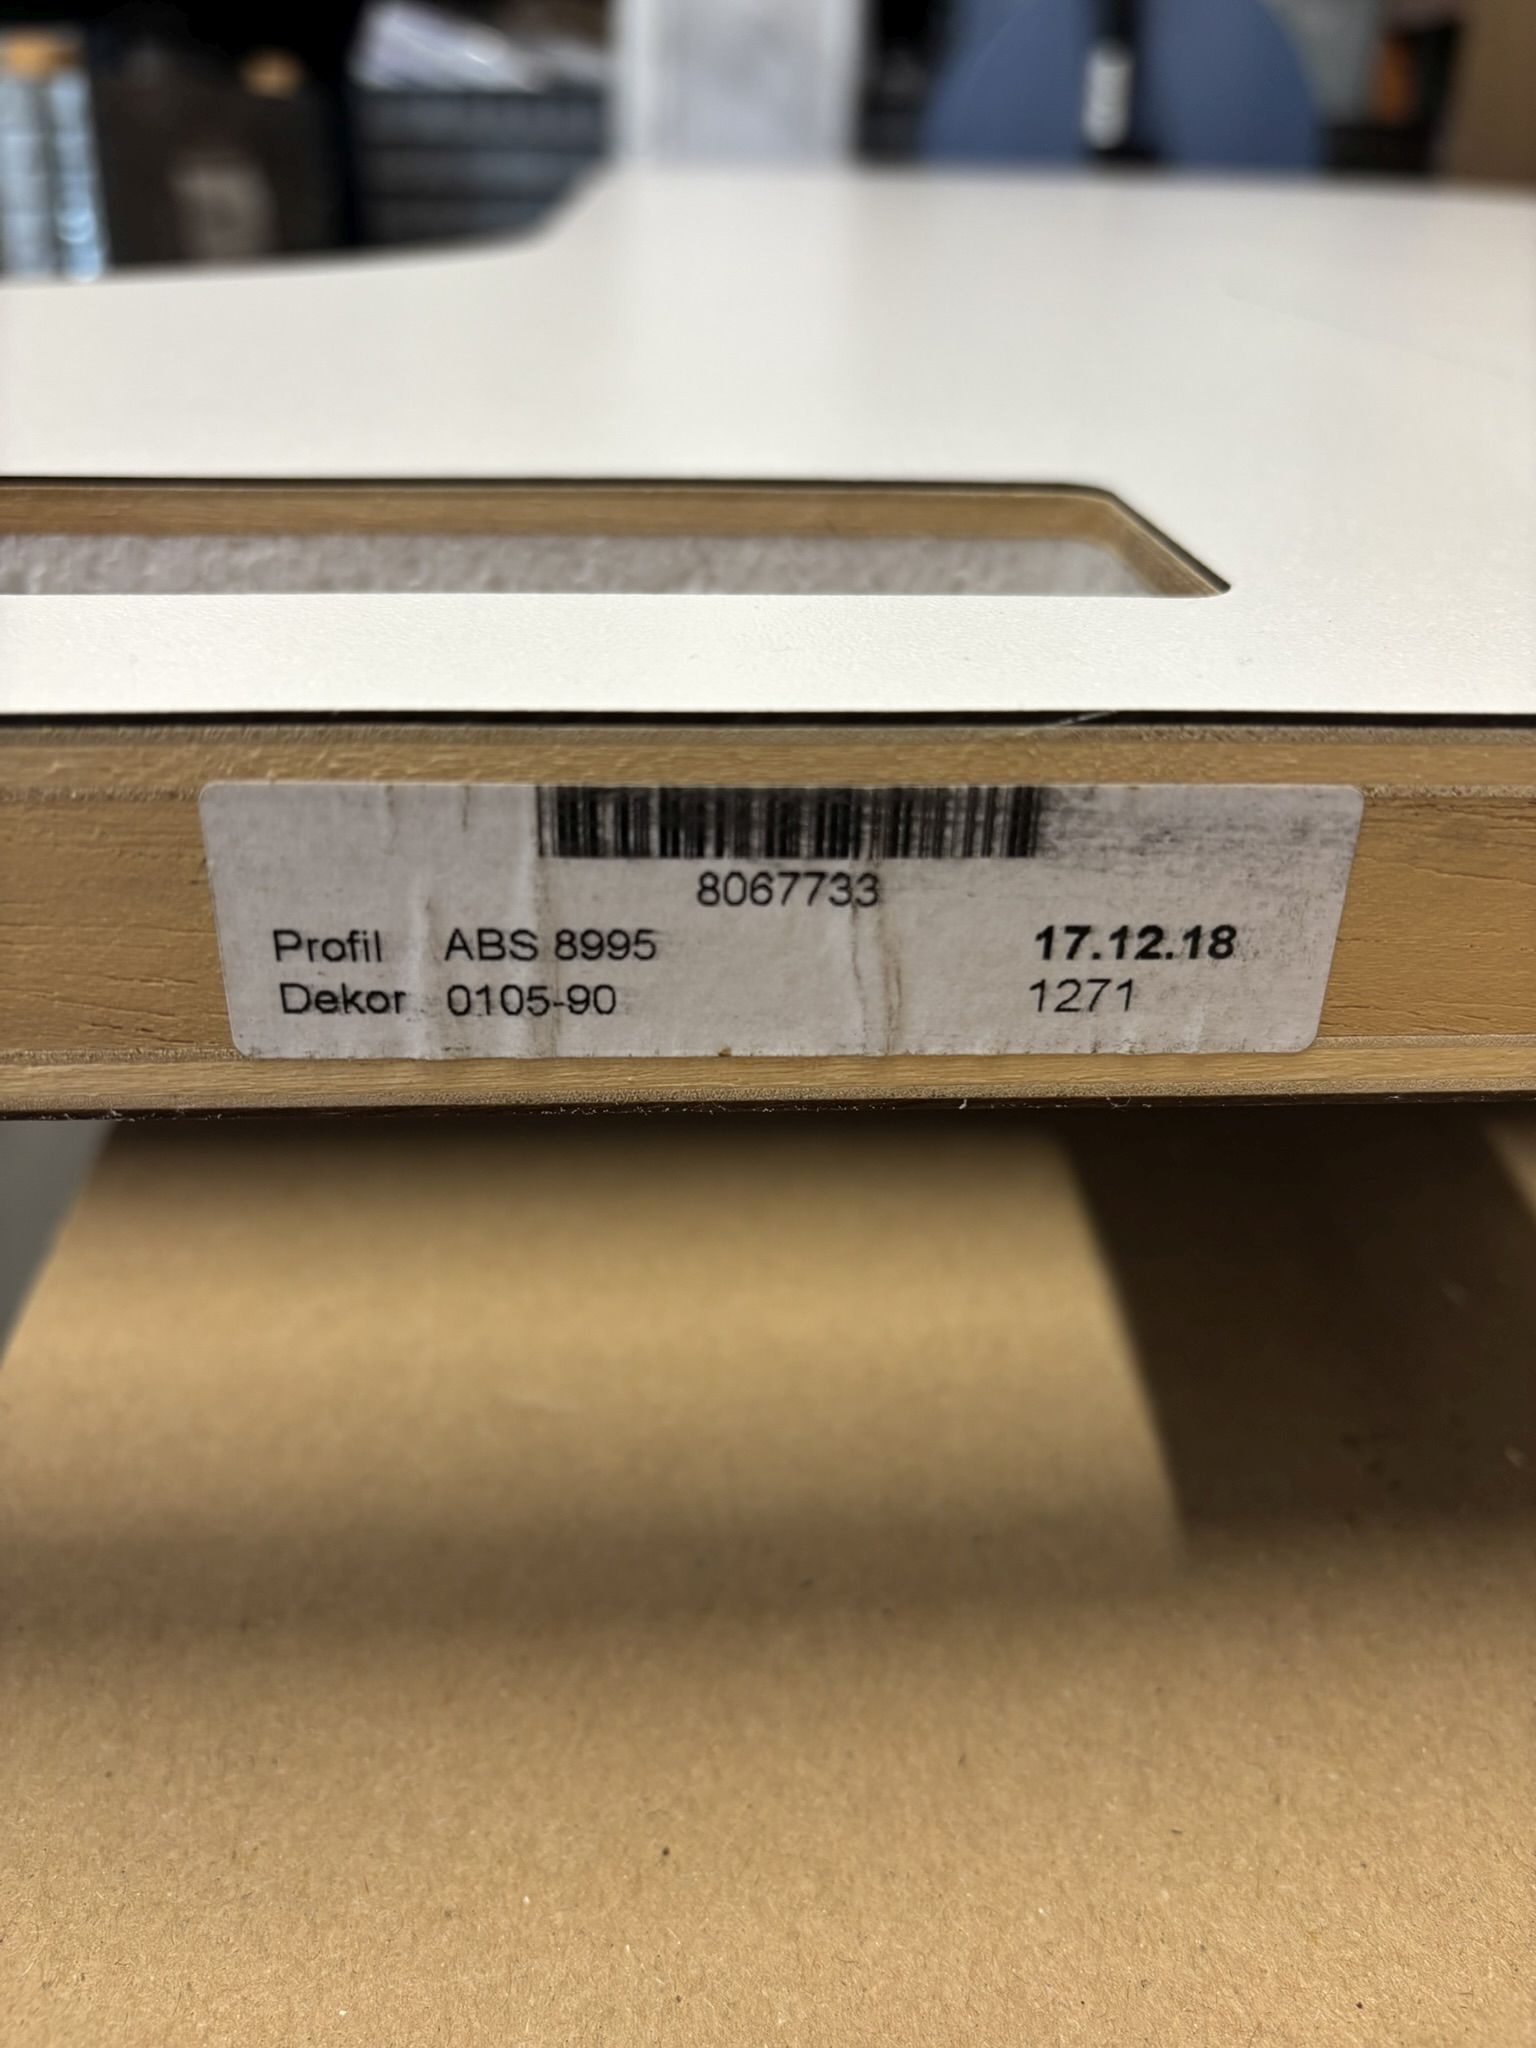 8067733
Profil ABS 8995 17.12.18
Dekor 0105-90 1271